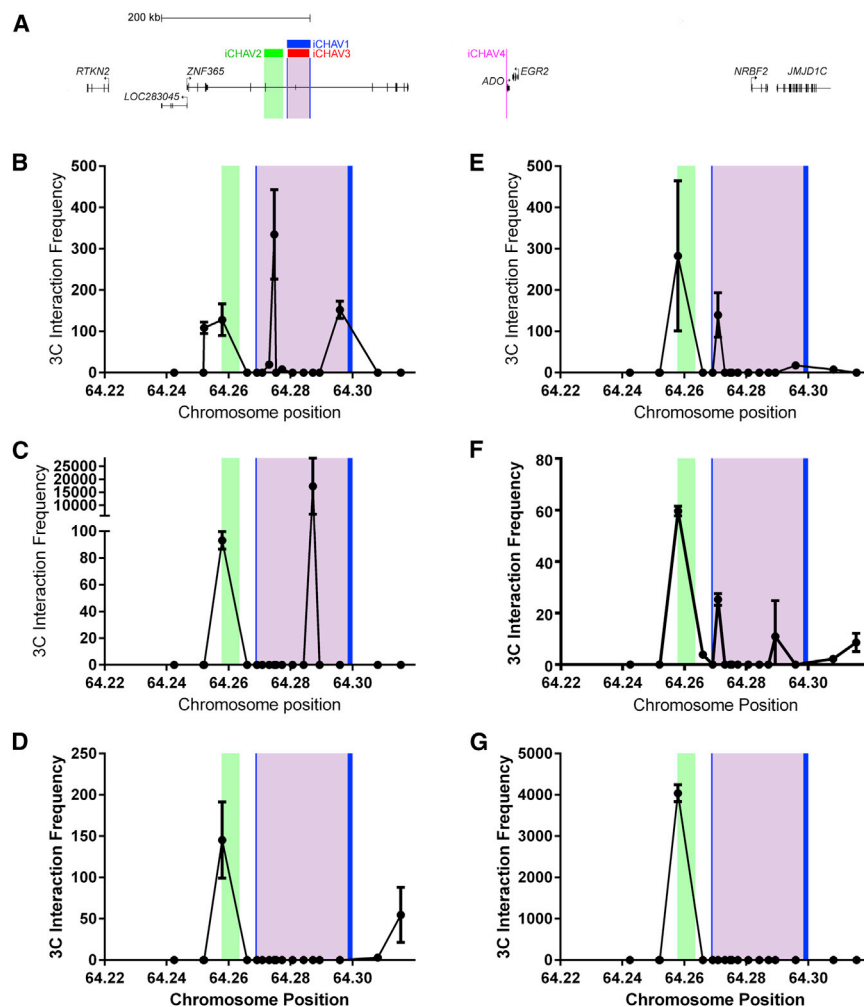 A
200 kb
iCHAV1
iCHAV2
iCHAV3
iCHAV4
RTKN2
ZNF365
LOC283045
ADO
EGR2
NRBF2
JMJD1C
B
3C Interaction Frequency
500
400
300
200
100
0
64.22 64.24 64.26 64.28 64.30
Chromosome position
E
3C Interaction Frequency
500
400
300
200
100
0
64.22 64.24 64.26 64.28 64.30
Chromosome position
C
3C Interaction Frequency
25000
20000
15000
10000
100
80
60
40
20
0
64.22 64.24 64.26 64.28 64.30
Chromosome position
F
3C Interaction Frequency
80
60
40
20
0
64.22 64.24 64.26 64.28 64.30
Chromosome Position
D
3C Interaction Frequency
250
200
150
100
50
0
64.22 64.24 64.26 64.28 64.30
Chromosome Position
G
3C Interaction Frequency
5000
4000
3000
2000
1000
0
64.22 64.24 64.26 64.28 64.30
Chromosome Position